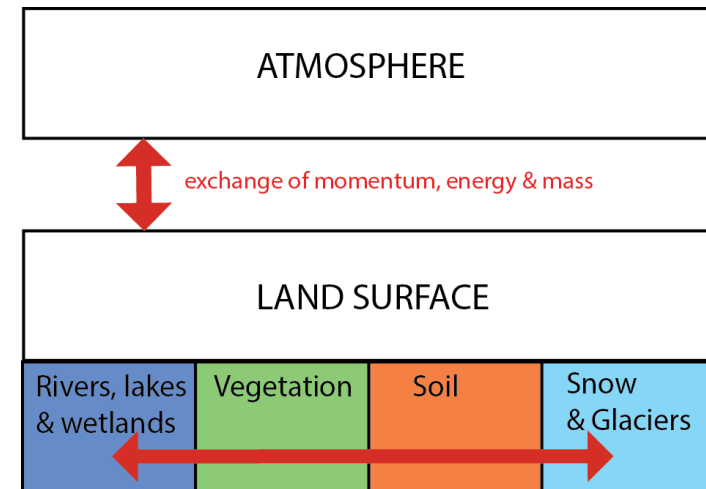 ATMOSPHERE
exchange of momentum, energy & mass
LAND SURFACE
Rivers, lakes
& wetlands
Vegetation
Soil
Snow
& Glaciers